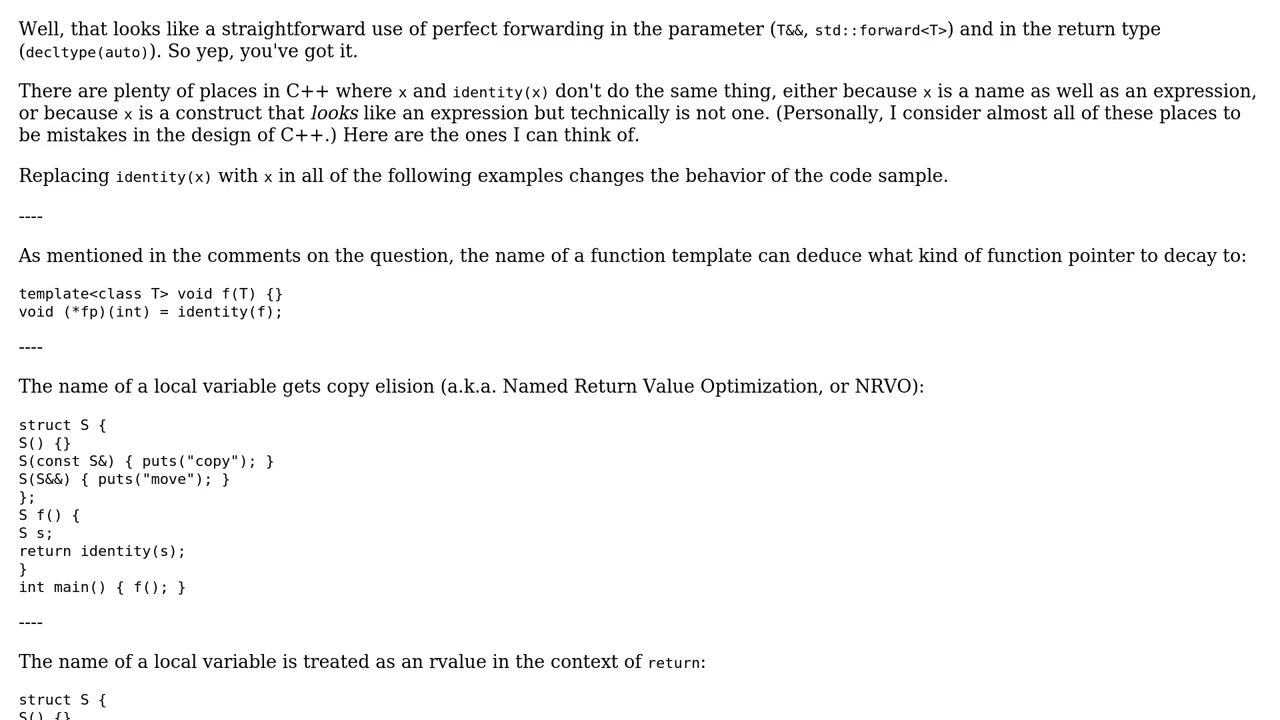 Well, that looks like a straightforward use of perfect forwarding in the parameter (T&&, std::forward<T>) and in the return type
(decltype(auto)). So yep, you've got it.
There are plenty of places in C++ where x and identity(x) don't do the same thing, either because x is a name as well as an expression,
or because x is a construct that looks like an expression but technically is not one. (Personally, I consider almost all of these places to
be mistakes in the design of C++.) Here are the ones I can think of.
Replacing identity(x) with x in all of the following examples changes the behavior of the code sample.
----
As mentioned in the comments on the question, the name of a function template can deduce what kind of function pointer to decay to:
template<class T> void f(T) {}
void (*fp)(int) = identity(f);
----
The name of a local variable gets copy elision (a.k.a. Named Return Value Optimization, or NRVO):
struct S {
S() {}
S(const S&) { puts("copy"); }
S(S&&) { puts("move"); }
};
S f() {
S s;
return identity(s);
}
int main() { f(); }
----
The name of a local variable is treated as an rvalue in the context of return:
struct S {
S() {}